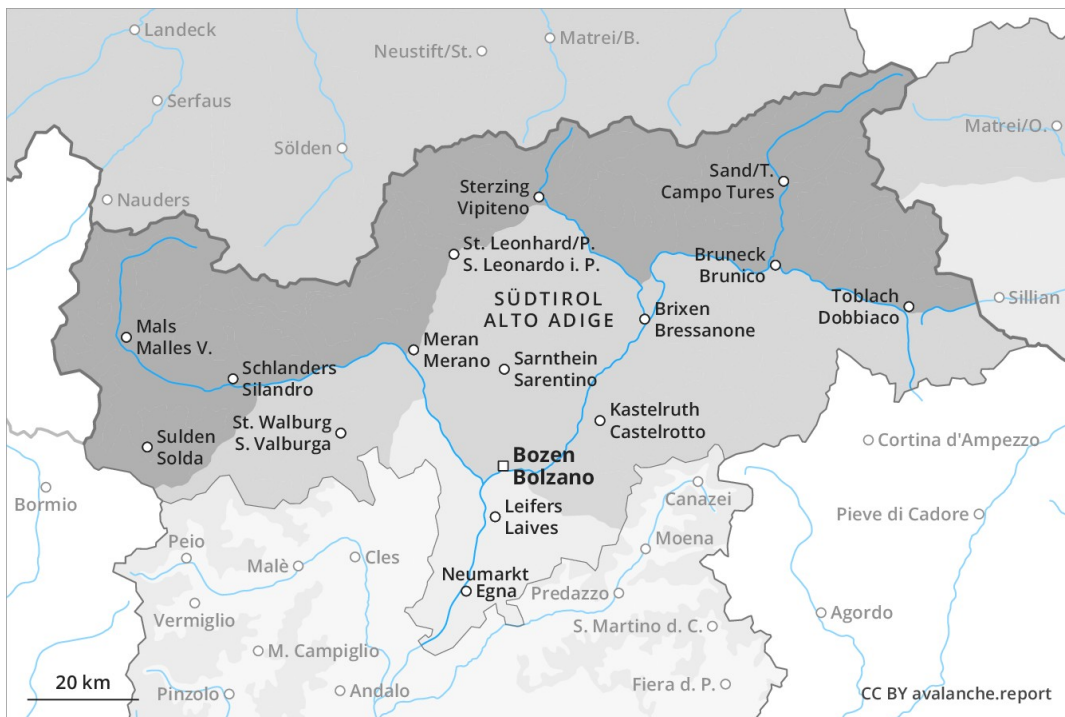 Landeck
Neustift/St.
Matrei/B.
Serfaus
Matrei/O.
Sölden
Sand/T.
Campo Tures
Sterzing
Vipiteno
Nauders
St. Leonhard/P.
S. Leonardo i. P.
Bruneck
Brunico
SÜDTIROL
ALTO ADIGE
Toblach
Dobbiaco
Sillian
Brixen
Bressanone
Mals
Malles V.
Meran
Merano
Sarnthein
Sarentino
Schlanders
Silandro
St. Walburg
S. Valburga
Kastelruth
Castelrotto
Sulden
Solda
Cortina d'Ampezzo
Bozen
Bolzano
Bormio
Canazei
Leifers
Laives
Pieve di Cadore
Peio
Malè
Cles
Moena
Neumarkt
Egna
Predazzo
Vermiglio
Agordo
S. Martino d. C.
M. Campiglio
20 km
Pinzolo
Andalo
Fiera d. P.
CC BY avalanche.report